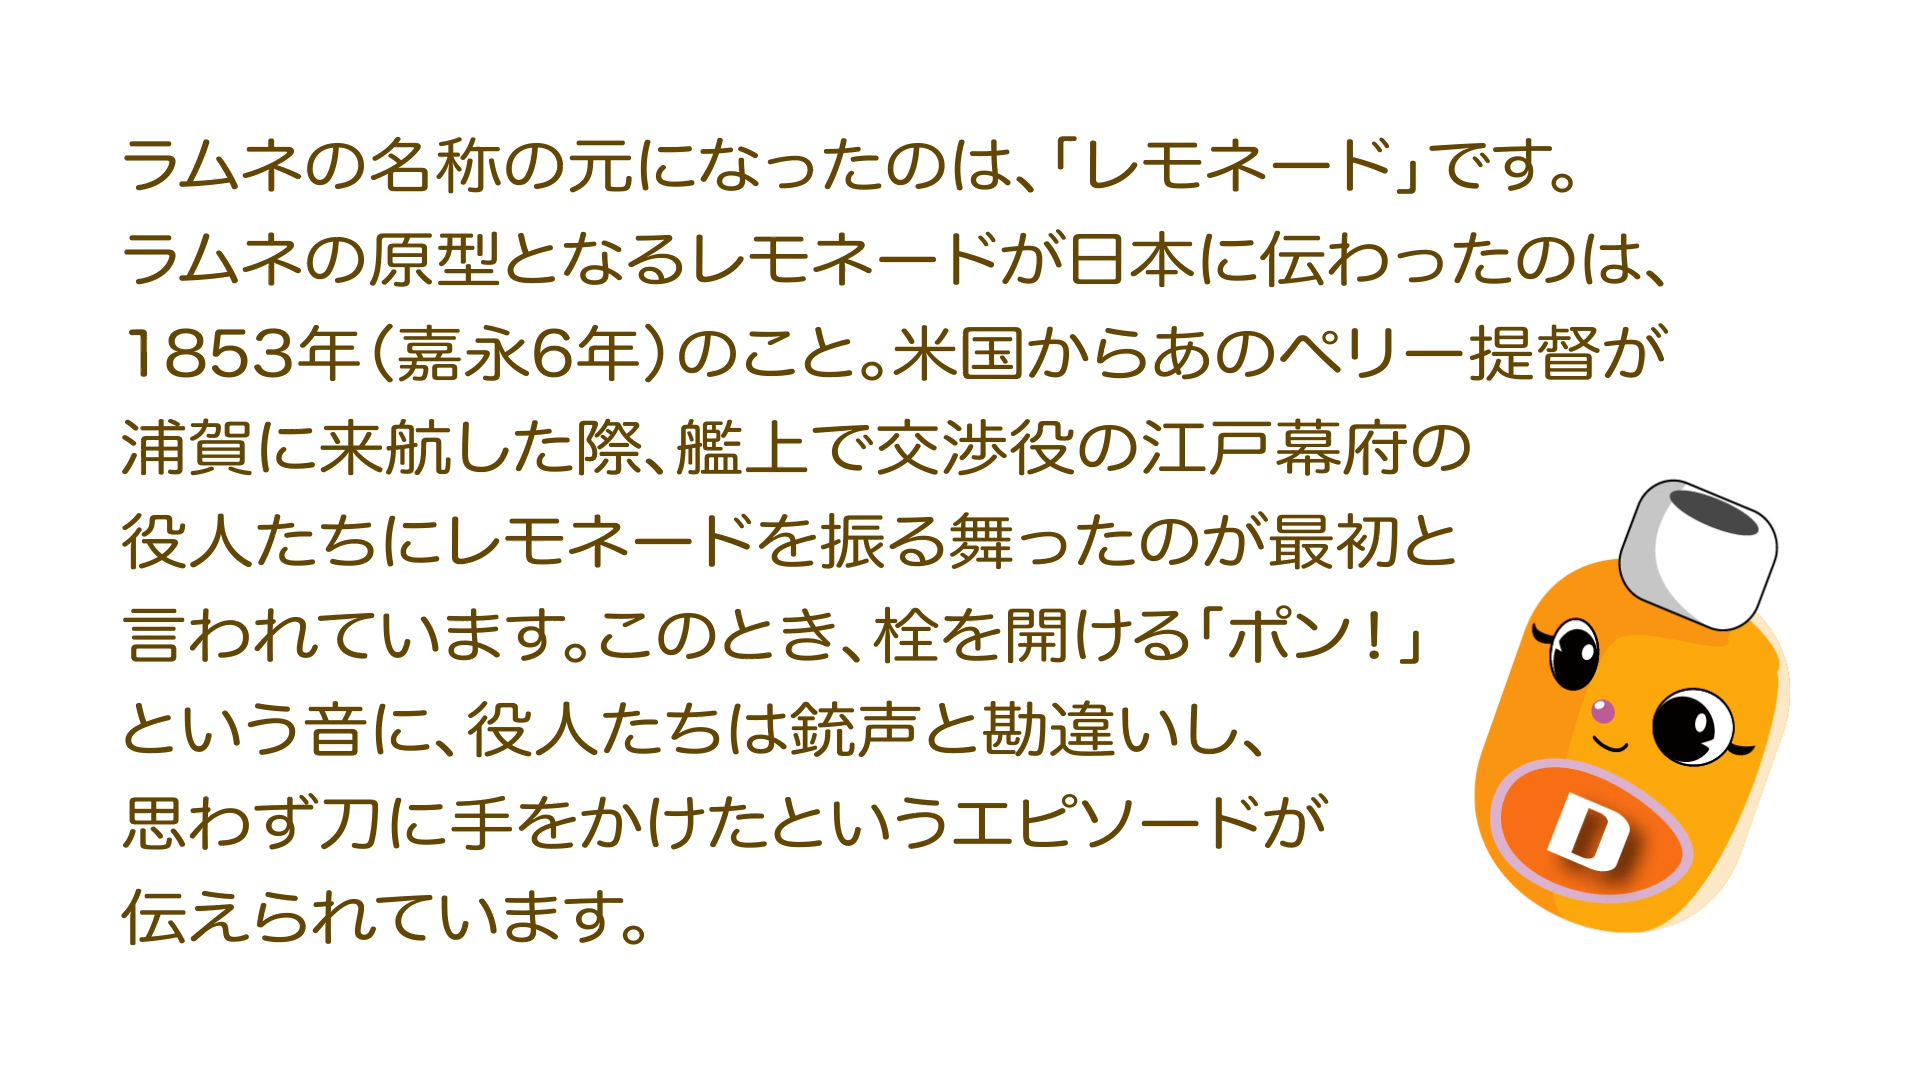 ラムネの名称の元になったのは、「レモネード」です。
ラムネの原型となるレモネードが日本に伝わったのは、
1853年（嘉永6年）のこと。米国からあのペリー提督が
浦賀に来航した際、艦上で交渉役の江戸幕府の
役人たちにレモネードを振る舞ったのが最初と
言われています。このとき、栓を開ける「ポン！」
という音に、役人たちは銃声と勘違いし、
思わず刀に手をかけたというエピソードが
伝えられています。
D